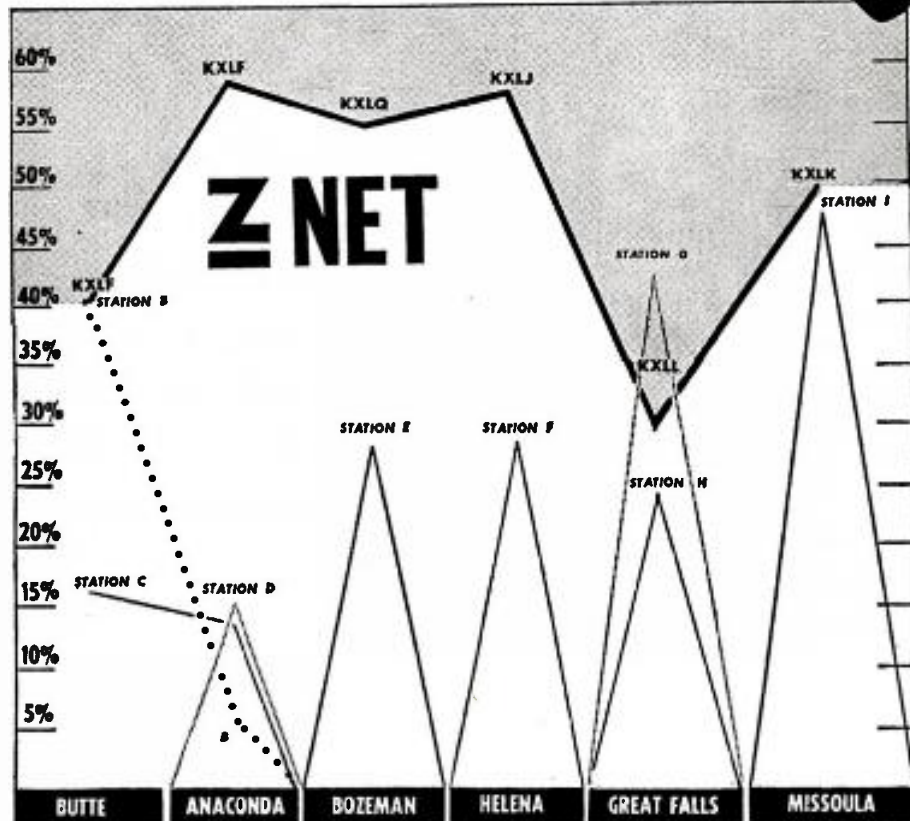 60%
KXLF
KXLJ
55%
KXLQ
50%
KXLK
Z NET
STATION I
45%
STATION G
KXLF
40%
STATION B
35%
KXLL
30%
STATION E
STATION F
25%
STATION H
20%
STATION C
15%
STATION D
10%
5%
B
BUTTE
ANACONDA
BOZEMAN
HELENA
GREAT FALLS
MISSOULA